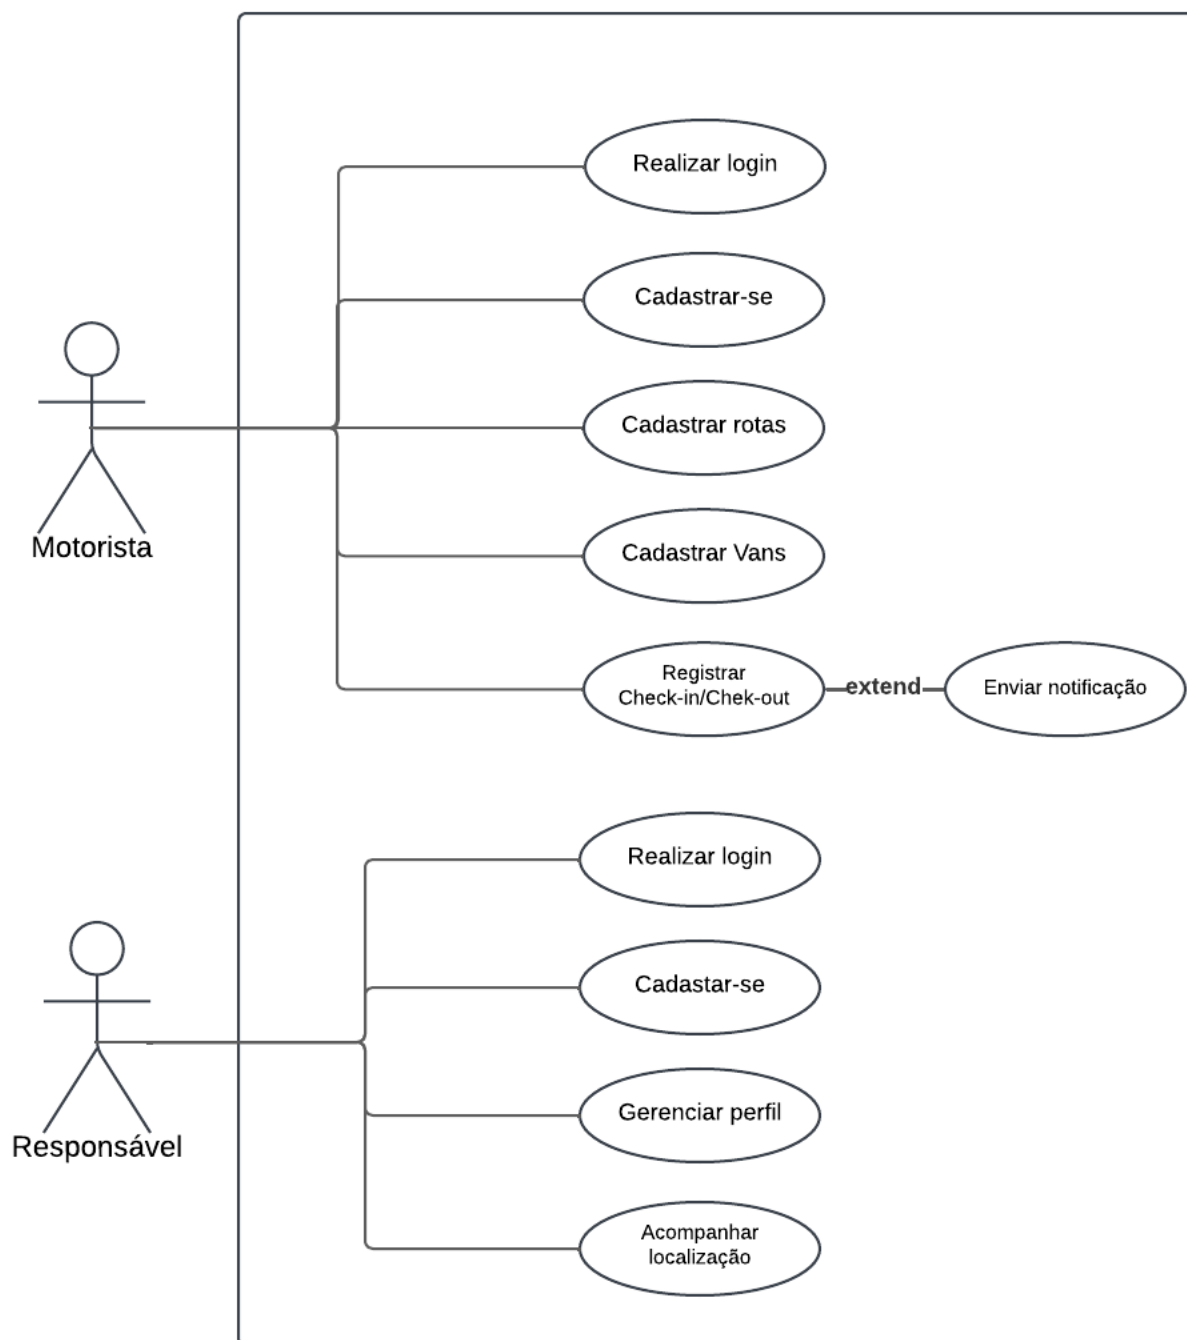 Realizar login
Cadastrar-se
Cadastrar rotas
Motorista
Cadastrar Vans
Registrar
Check-in/Chek-out
extend
Enviar notificação
Realizar login
Cadastar-se
Gerenciar perfil
Responsável
Acompanhar
localização